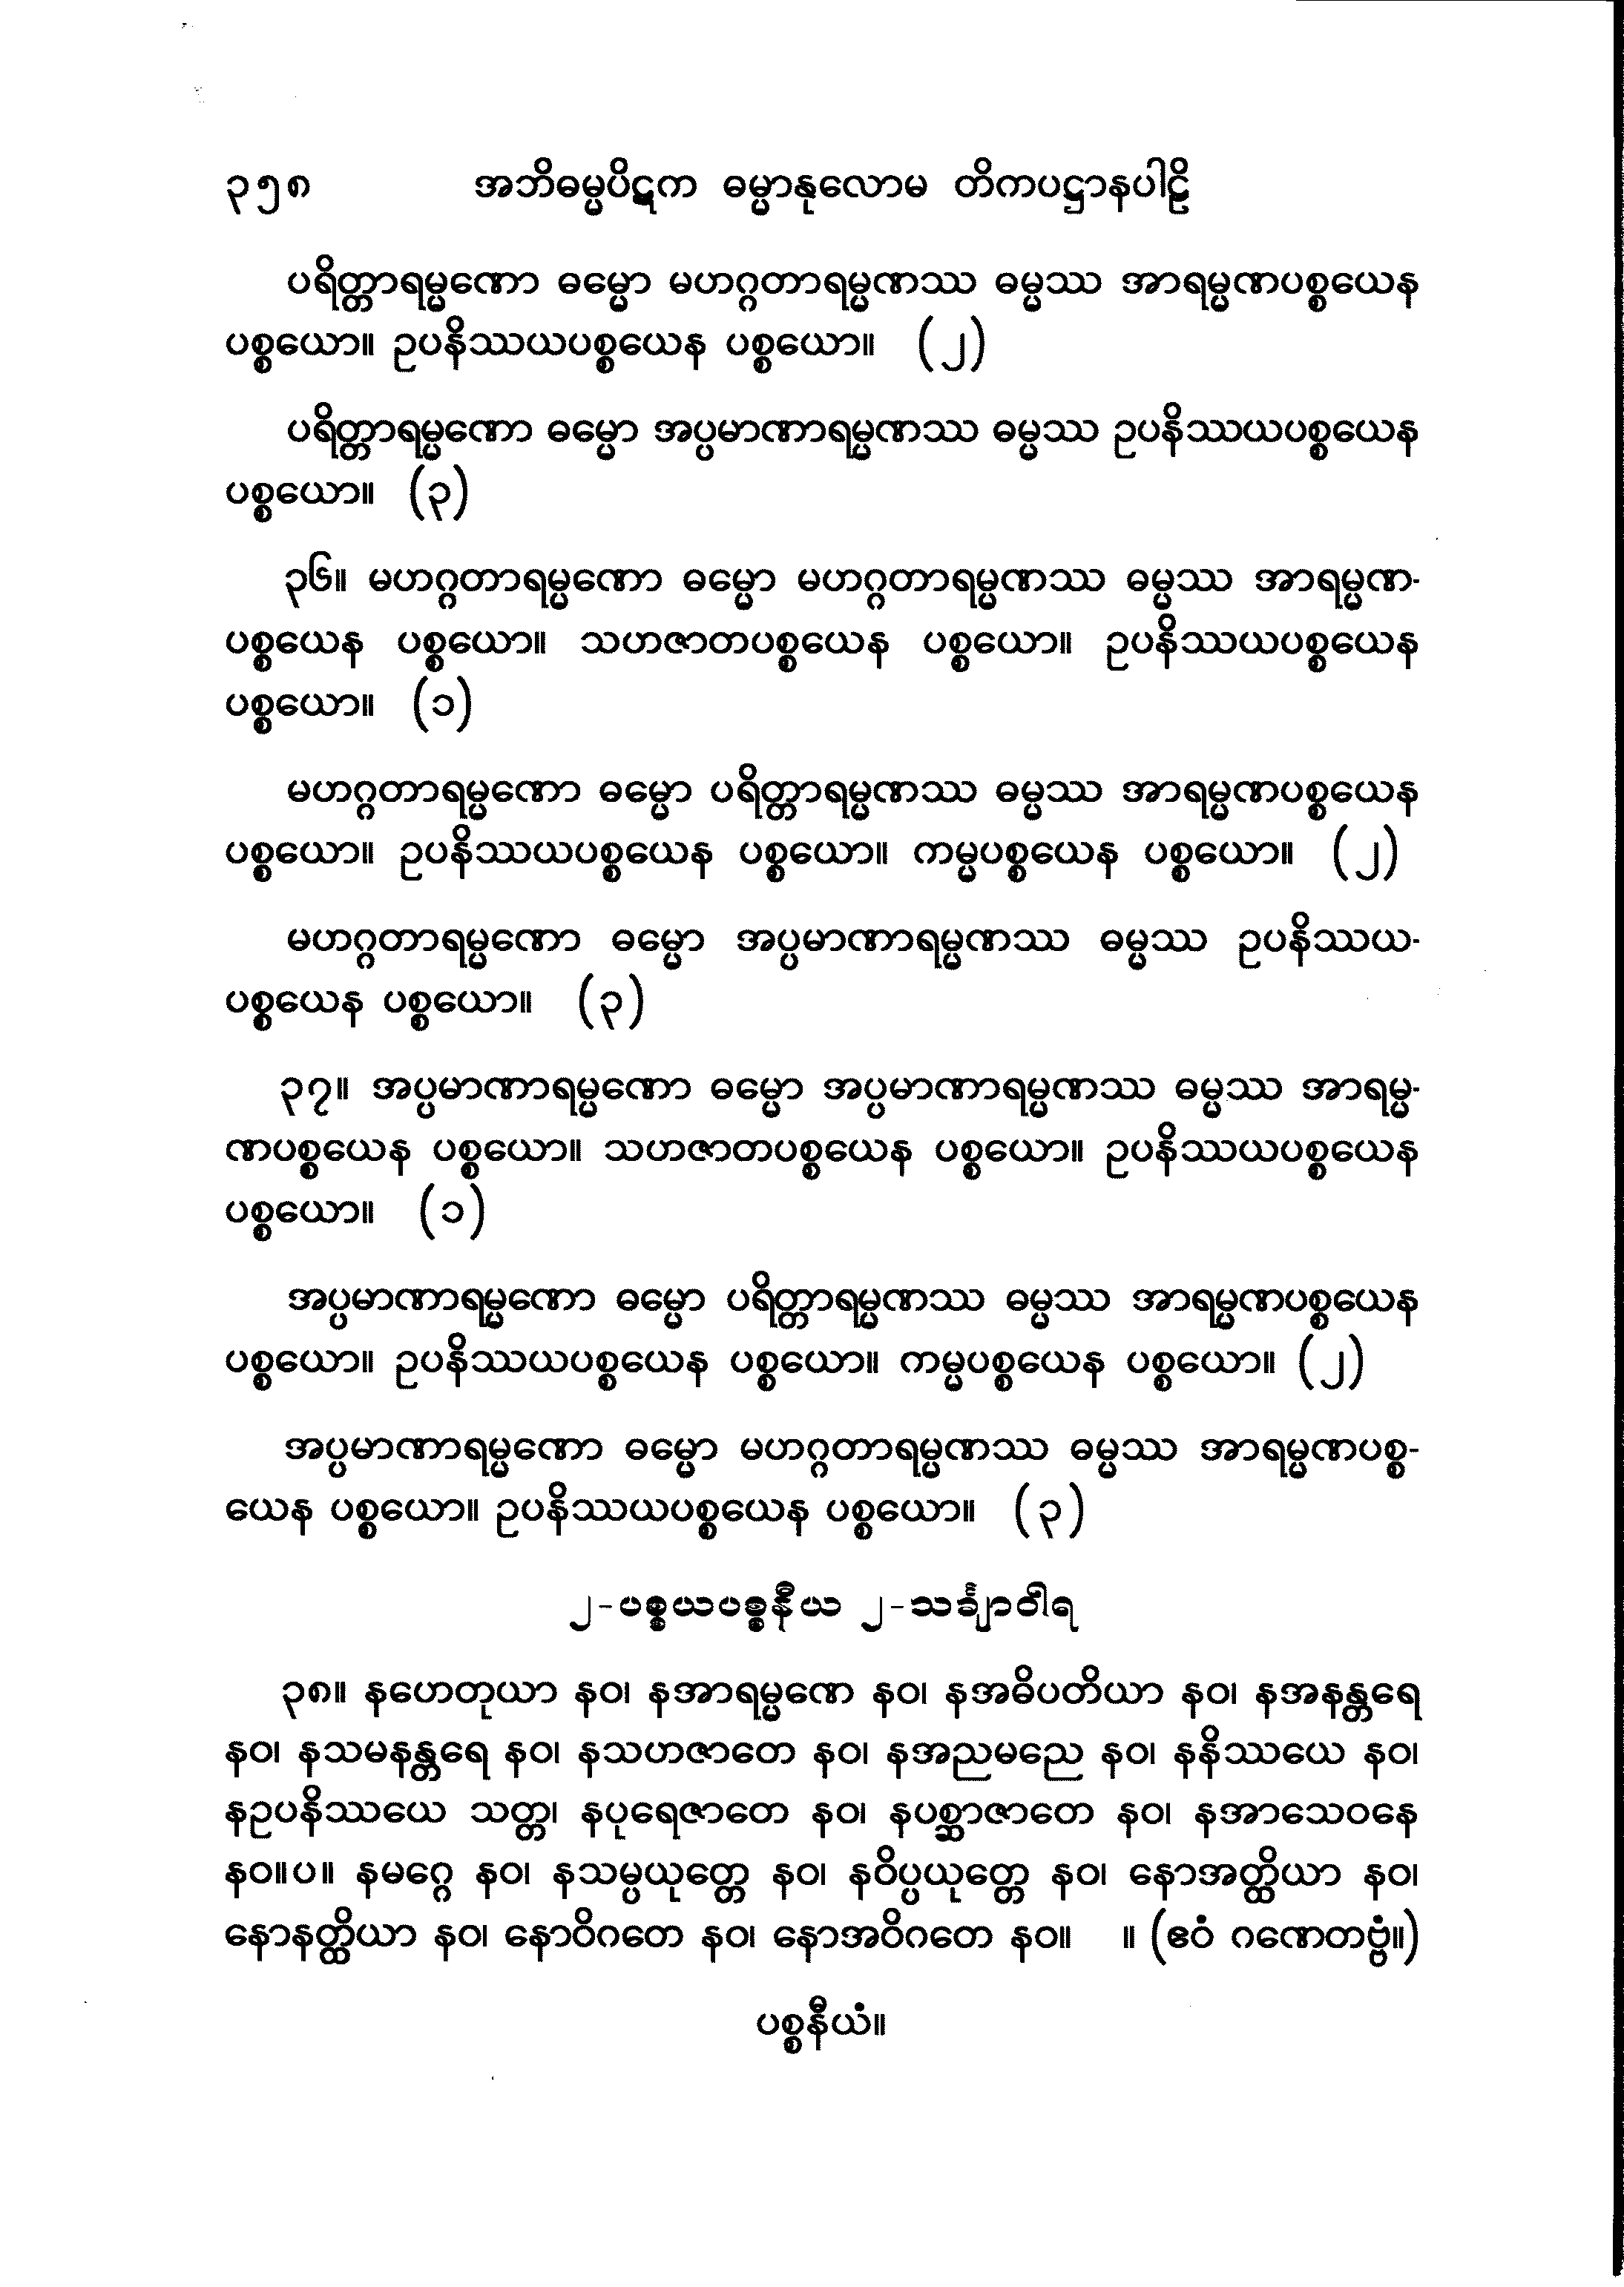 ၃၅၈ အဘိဓမ္မပိဋက ဓမ္မာနုလောမ တိကပဋ္ဌာနပါဠိ
ပရိတ္တာရမ္မဏော ဓမ္မော မဟဂ္ဂတာရမ္မဏဿ ဓမ္မဿ အာရမ္မဏပစ္စယေန
ပစ္စယော။ ဥပနိဿယပစ္စယေန ပစ္စယော။ (၂)
ပရိတ္တာရမ္မဏော ဓမ္မော အပ္ပမာဏာရမ္မဏဿ ဓမ္မဿ ဥပနိဿယပစ္စယေန
ပစ္စယော။ (၃)
၃၆။ မဟဂ္ဂတာရမ္မဏော ဓမ္မော မဟဂ္ဂတာရမ္မဏဿ ဓမ္မဿ အာရမ္မဏ-
ပစ္စယေန ပစ္စယော။ သဟဇာတပစ္စယေန ပစ္စယော။ ဥပနိဿယပစ္စယေန
ပစ္စယော။ (၁)
မဟဂ္ဂတာရမ္မဏော ဓမ္မော ပရိတ္တာရမ္မဏဿ ဓမ္မဿ အာရမ္မဏပစ္စယေန
ပစ္စယော။ ဥပနိဿယပစ္စယေန ပစ္စယော။ ကမ္မပစ္စယေန ပစ္စယော။ (၂)
မဟဂ္ဂတာရမ္မဏော ဓမ္မော အပ္ပမာဏာရမ္မဏဿ ဓမ္မဿ ဥပနိဿယ-
ပစ္စယေန ပစ္စယော။ (၃)
၃၇။ အပ္ပမာဏာရမ္မဏော ဓမ္မော အပ္ပမာဏာရမ္မဏဿ ဓမ္မဿ အာရမ္မ-
ဏပစ္စယေန ပစ္စယော။ သဟဇာတပစ္စယေန ပစ္စယော။ ဥပနိဿယပစ္စယေန
ပစ္စယော။ (၁)
အပ္ပမာဏာရမ္မဏော ဓမ္မော ပရိတ္တာရမ္မဏဿ ဓမ္မဿ အာရမ္မဏပစ္စယေန
ပစ္စယော။ ဥပနိဿယပစ္စယေန ပစ္စယော။ ကမ္မပစ္စယေန ပစ္စယော။ (၂)
အပ္ပမာဏာရမ္မဏော ဓမ္မော မဟဂ္ဂတာရမ္မဏဿ ဓမ္မဿ အာရမ္မဏပစ္စ-
ယေန ပစ္စယော။ ဥပနိဿယပစ္စယေန ပစ္စယော။ (၃)
၂-ပစ္စယပစ္စနီယ ၂-သင်္ချာဝါရ
၃၈။ နဟေတုယာ နဝ၊ နအာရမ္မဏေ နဝ၊ နအဓိပတိယာ နဝ၊ နအနန္တရေ
နဝ၊ နသမနန္တရေ နဝ၊ နသဟဇာတေ နဝ၊ နအညမညေ နဝ၊ နနိဿယေ နဝ၊
နဥပနိဿယေ သတ္တ၊ နပုရေဇာတေ နဝ၊ နပစ္ဆာဇာတေ နဝ၊ နအာသေဝနေ
နဝ။ပ။ နမဂ္ဂေ နဝ၊ နသမ္ပယုတ္တေ နဝ၊ နဝိပ္ပယုတ္တေ နဝ၊ နောအတ္ထိယာ နဝ၊
နောနတ္ထိယာ နဝ၊ နောဝိဂတေ နဝ၊ နောအဝိဂတေ နဝ။ ။ (ဧဝံ ဂဏေတဗ္ဗံ။)
ပစ္စနီယံ။